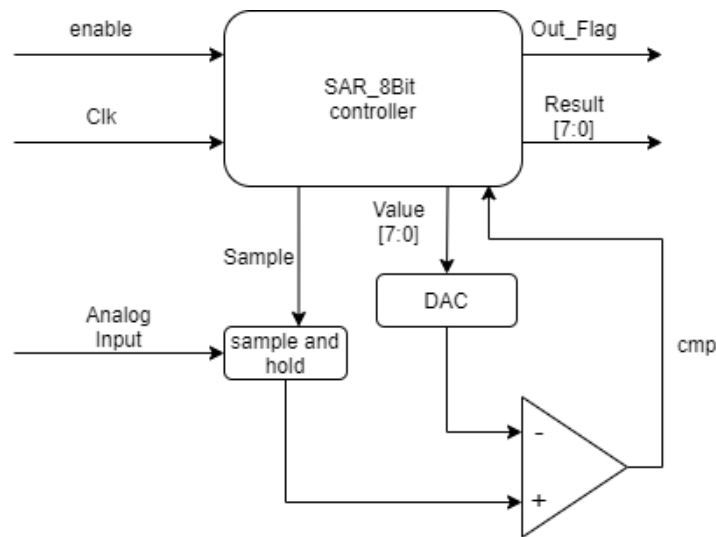 enable
Out_Flag
SAR_8Bit
controller
Clk
Result
[7:0]
Value
[7:0]
Sample
DAC
Analog
Input
sample and
hold
cmp
-
+